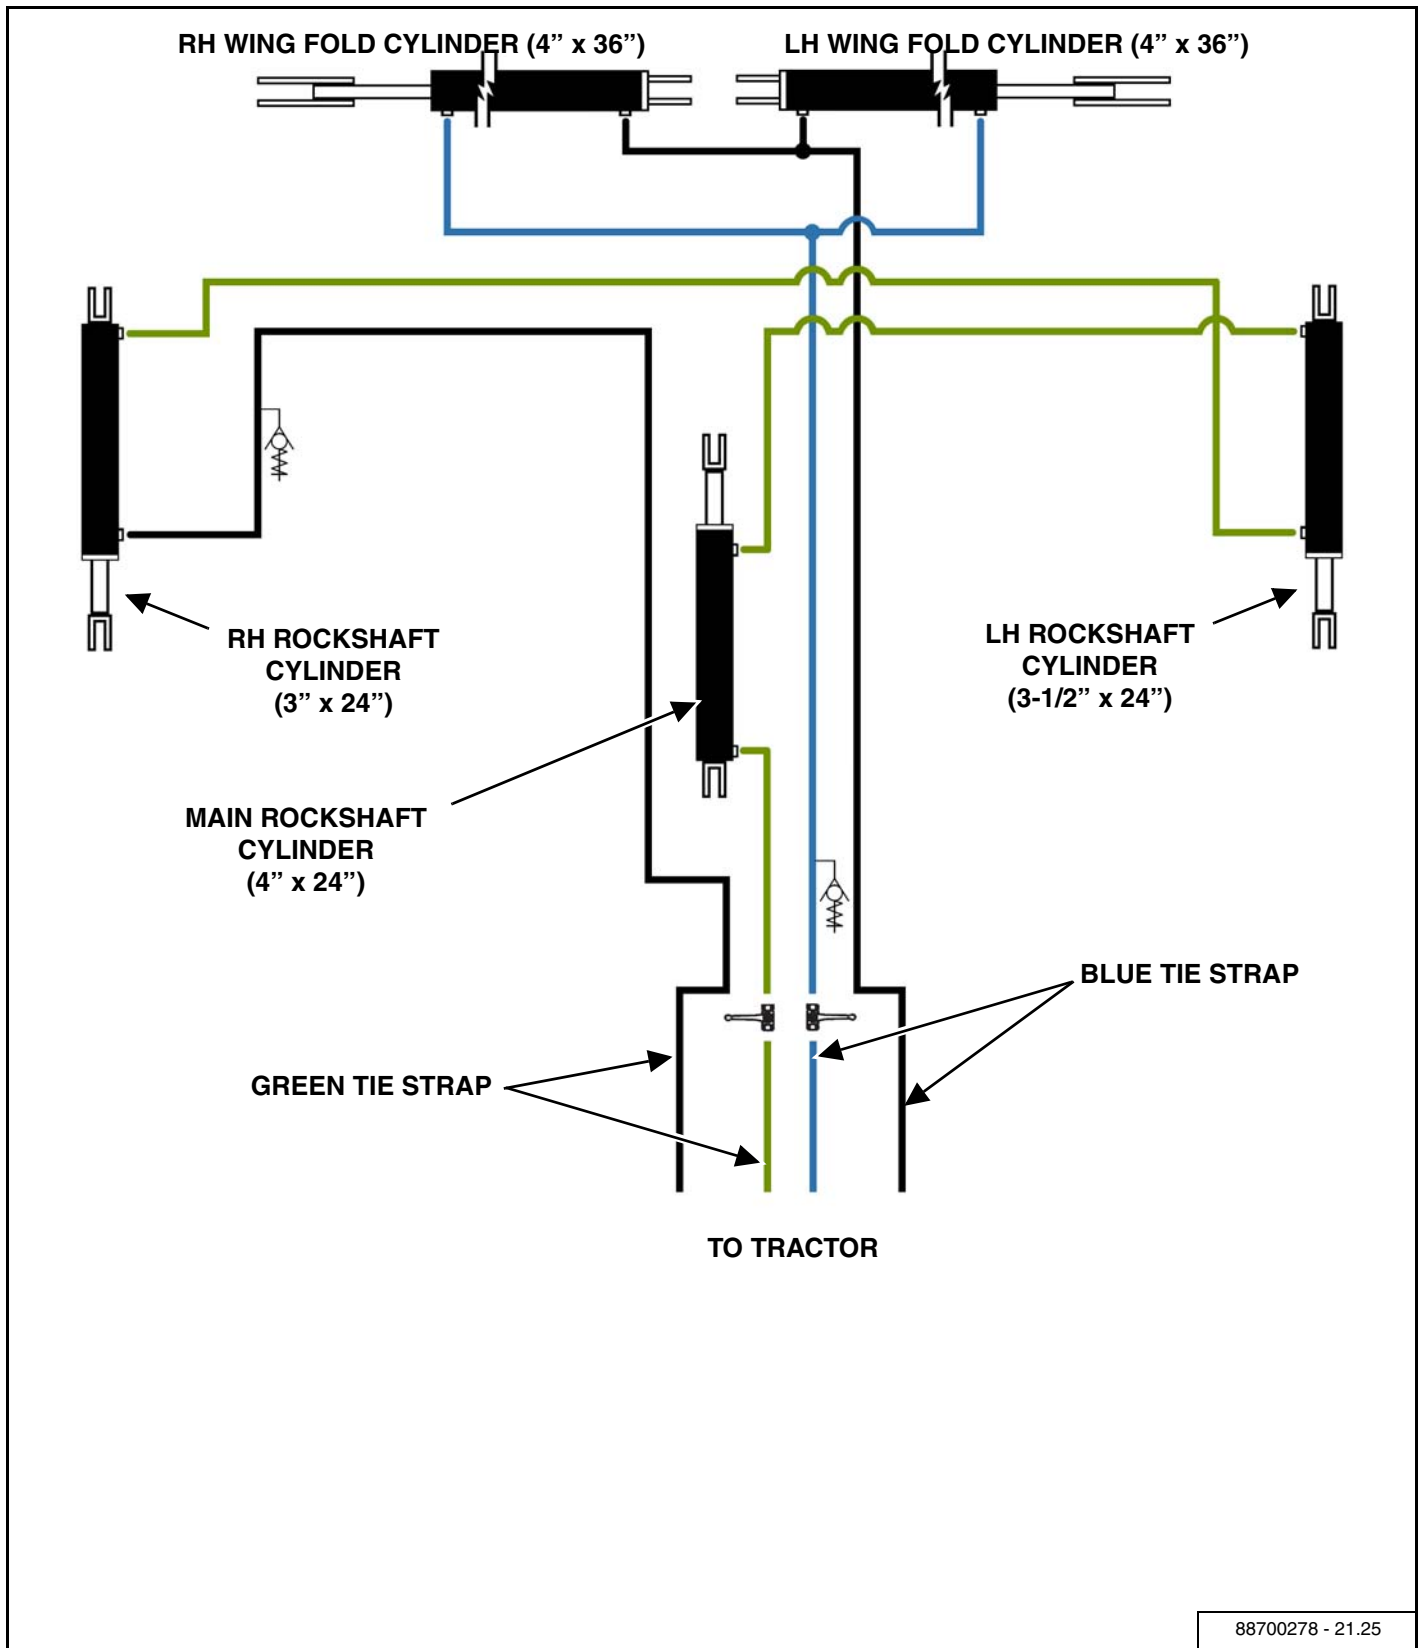 RH WING FOLD CYLINDER (4” x 36”)
LH WING FOLD CYLINDER (4” x 36”)
RH ROCKSHAFT
CYLINDER
(3” x 24”)
LH ROCKSHAFT
CYLINDER
(3-1/2” x 24”)
MAIN ROCKSHAFT
CYLINDER
(4” x 24”)
BLUE TIE STRAP
GREEN TIE STRAP
TO TRACTOR
88700278 - 21.25